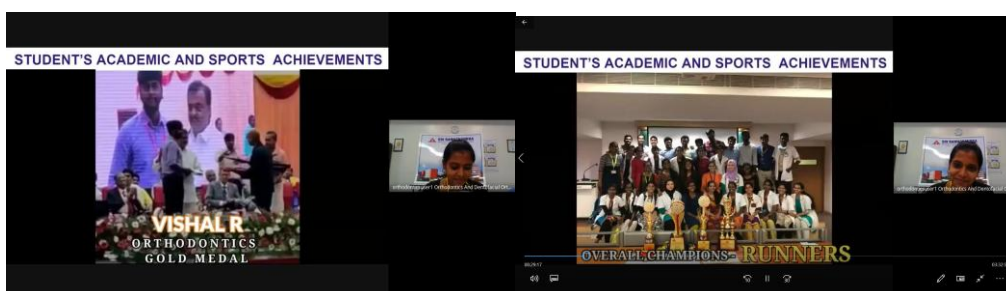 STUDENT'S ACADEMIC AND SPORTS ACHIEVEMENTS
VISHAL R
ORTHODONTICS
GOLD MEDAL
STUDENT'S ACADEMIC AND SPORTS ACHIEVEMENTS
OVERALL CHAMPIONS- RUNNERS